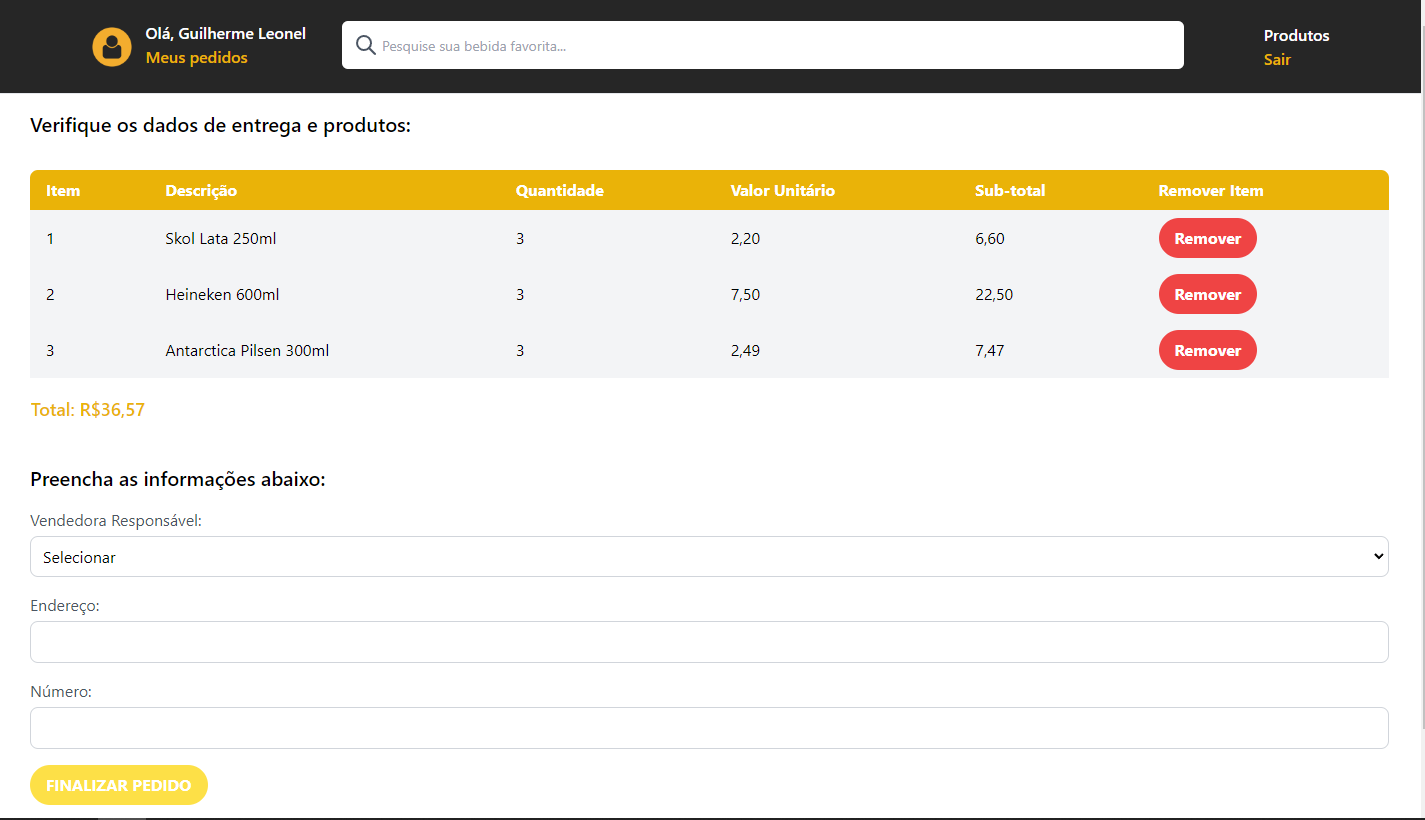 Olá, Guilherme Leonel
Meus pedidos
Pesquise sua bebida favorita...
Produtos
Sair
Verifique os dados de entrega e produtos:
Item Descrição Quantidade Valor Unitário Sub-total Remover Item
1 Skol Lata 250ml 3 2,20 6,60 Remover
2 Heineken 600ml 3 7,50 22,50 Remover
3 Antarctica Pilsen 300ml 3 2,49 7,47 Remover
Total: R$36,57
Preencha as informações abaixo:
Vendedora Responsável:
Selecionar
Endereço:
Número:
FINALIZAR PEDIDO